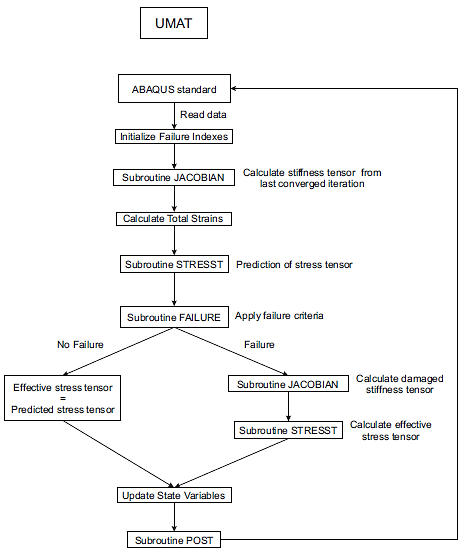 UMAT
ABAQUS standard
Read data
Initialize Failure Indexes
Subroutine JACOBIAN
Calculate stiffness tensor from
last converged iteration
Calculate Total Strains
Subroutine STRESST
Prediction of stress tensor
Subroutine FAILURE
Apply failure criteria
No Failure
Failure
Effective stress tensor
=
Predicted stress tensor
Subroutine JACOBIAN
Calculate damaged
stiffness tensor
Subroutine STRESST
Calculate effective
stress tensor
Update State Variables
Subroutine POST